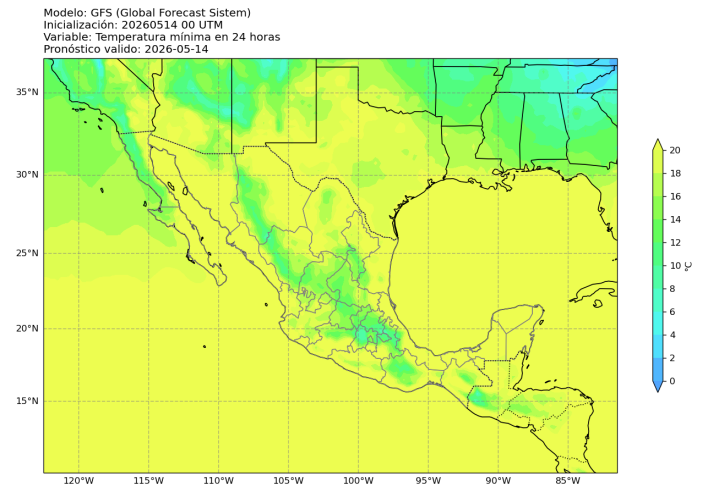 Modelo: GFS (Global Forecast Sistem)
Inicialización: 20260514 00 UTM
Variable: Temperatura mínima en 24 horas
Pronóstico valido: 2026-05-14
35°N
30°N
25°N
20°N
15°N
120°W 115°W 110°W 105°W 100°W 95°W 90°W 85°W
20
18
16
14
12
10
8
6
4
2
0
°C